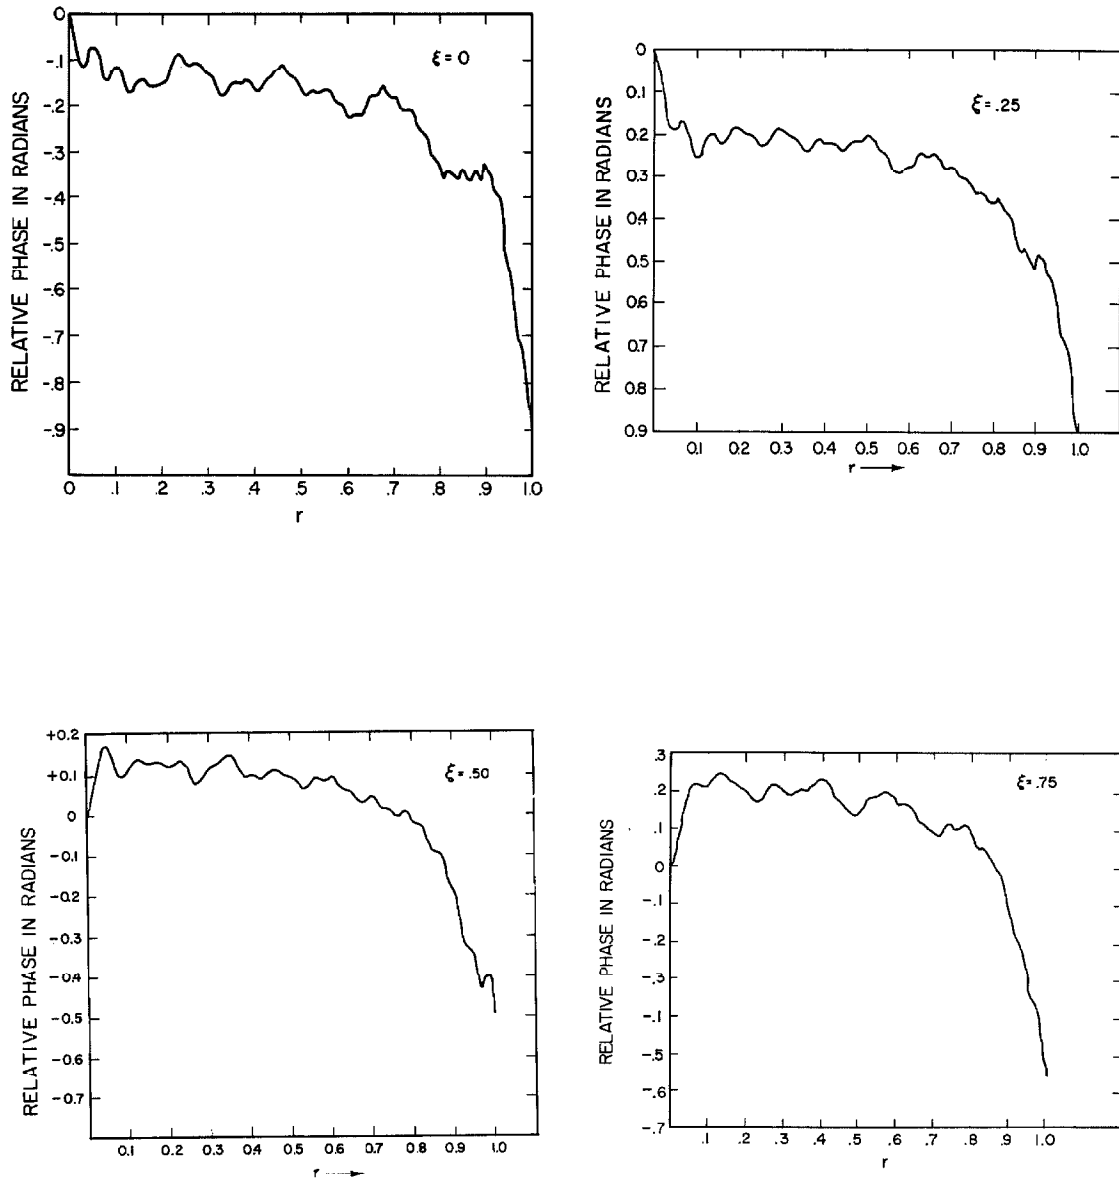 RELATIVE PHASE IN RADIANS
0
-.1
-.2
-.3
-.4
-.5
-.6
-.7
-.8
-.9
ξ=0
0 .1 .2 .3 .4 .5 .6 .7 .8 .9 1.0
r
RELATIVE PHASE IN RADIANS
0
0.1
0.2
0.3
0.4
0.5
0.6
0.7
0.8
0.9
ξ=.25
0.1 0.2 0.3 0.4 0.5 0.6 0.7 0.8 0.9 1.0
r →
RELATIVE PHASE IN RADIANS
+0.2
+0.1
0
-0.1
-0.2
-0.3
-0.4
-0.5
-0.6
-0.7
ξ=.50
0.1 0.2 0.3 0.4 0.5 0.6 0.7 0.8 0.9 1.0
r →
RELATIVE PHASE IN RADIANS
.3
.2
.1
0
-.1
-.2
-.3
-.1
-.5
-.6
-.7
ξ=.75
.1 .2 .3 .4 .5 .6 .7 .8 .9 1.0
r